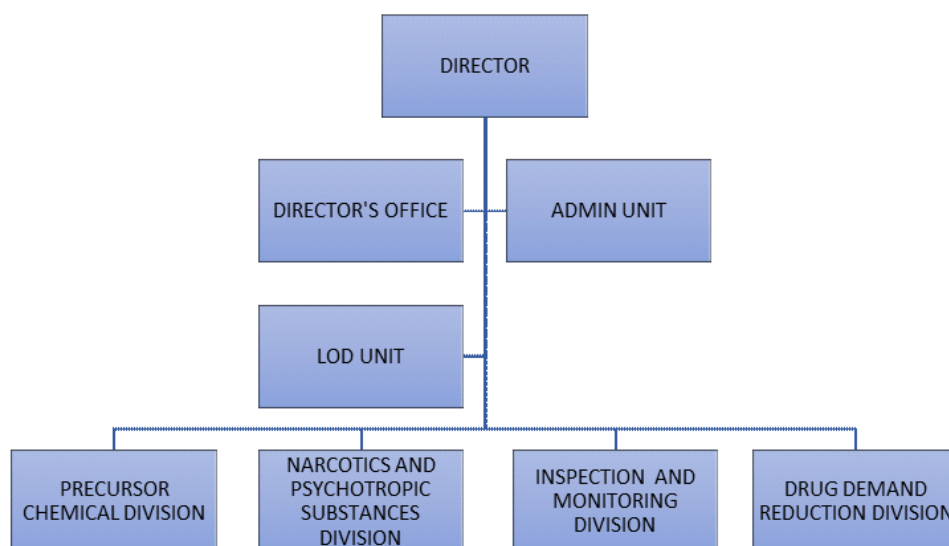 DIRECTOR
DIRECTOR'S OFFICE
ADMIN UNIT
LOD UNIT
PRECURSOR
CHEMICAL DIVISION
NARCOTICS AND
PSYCHOTROPIC
SUBSTANCES
DIVISION
INSPECTION AND
MONITORING
DIVISION
DRUG DEMAND
REDUCTION DIVISION